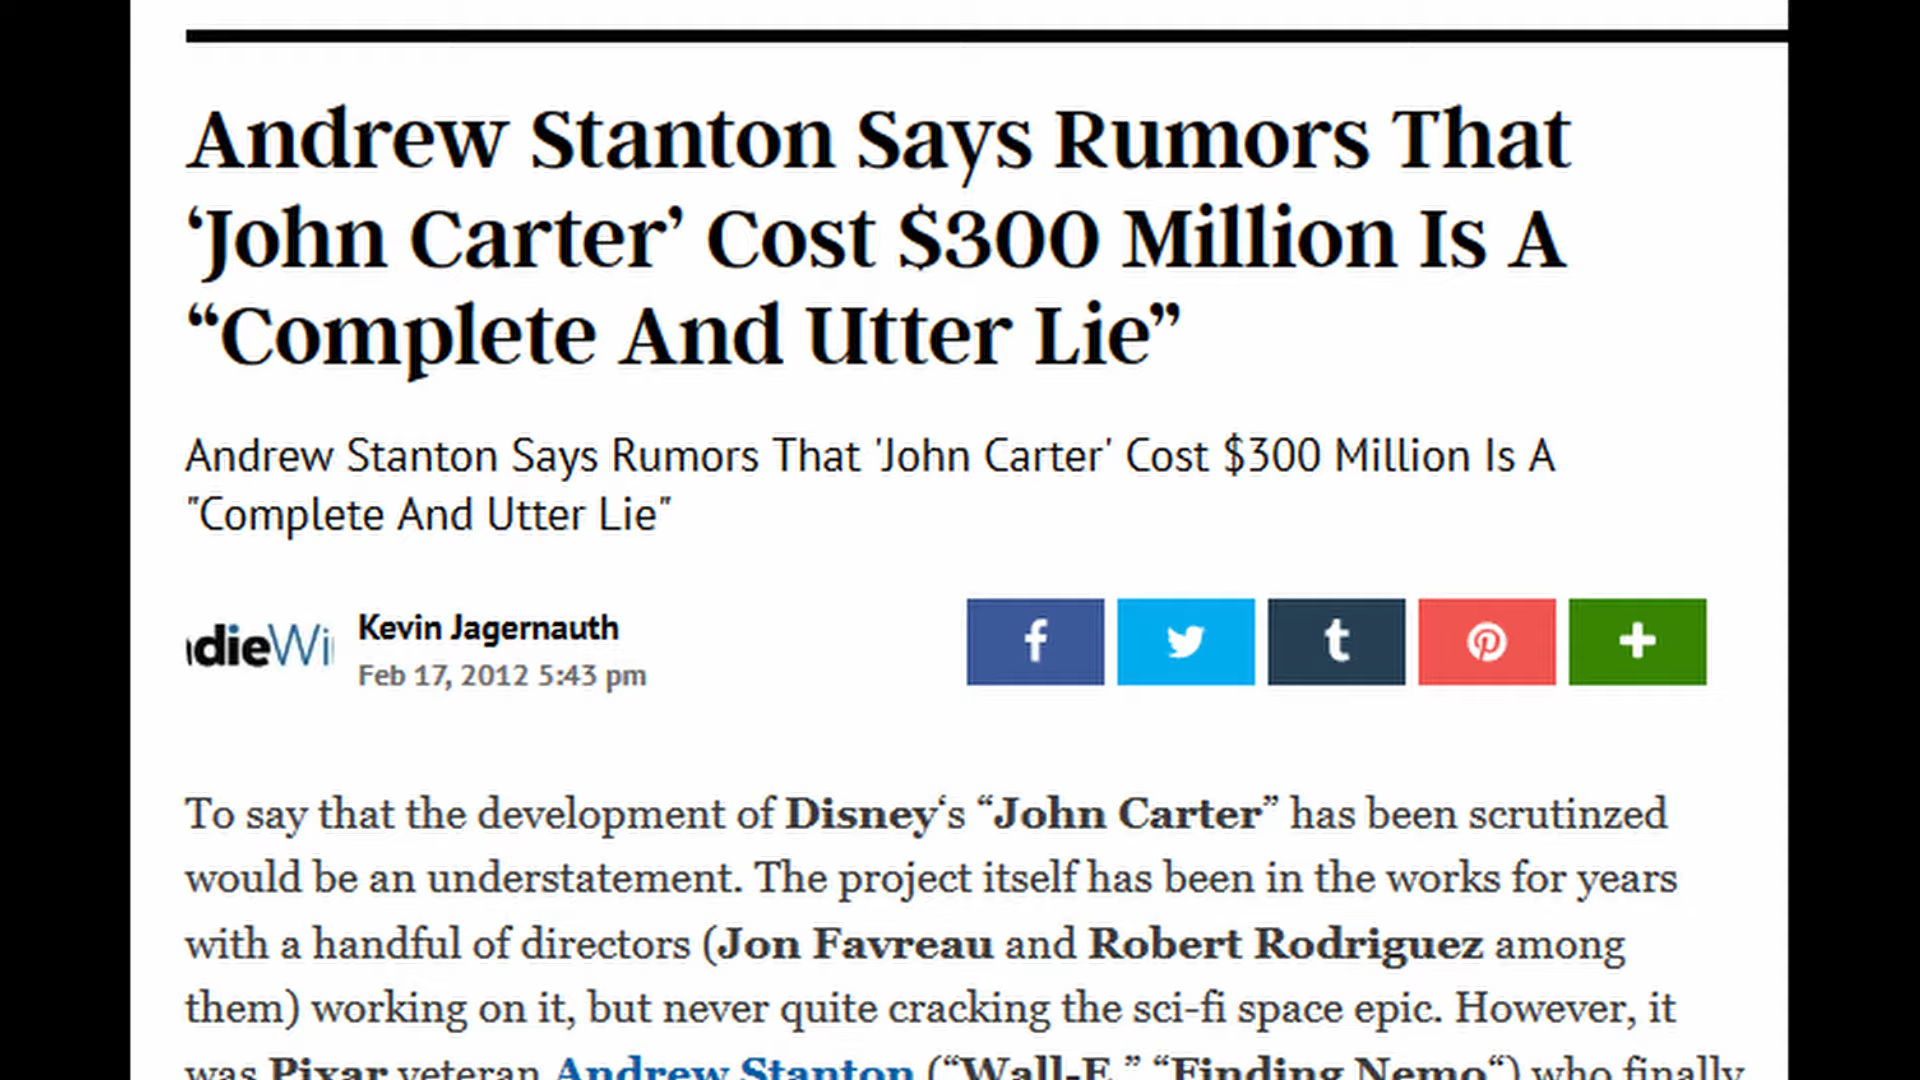 Andrew Stanton Says Rumors That
‘John Carter’ Cost $300 Million Is A
“Complete And Utter Lie”
Andrew Stanton Says Rumors That 'John Carter' Cost $300 Million Is A
"Complete And Utter Lie"
dieWi
Kevin Jagernauth
Feb 17, 2012 5:43 pm
To say that the development of Disney‘s “John Carter” has been scrutinzed
would be an understatement. The project itself has been in the works for years
with a handful of directors (Jon Favreau and Robert Rodriguez among
them) working on it, but never quite cracking the sci-fi space epic. However, it
was Pixar veteran Andrew Stanton (“Wall-E,” “Finding Nemo“) who finally